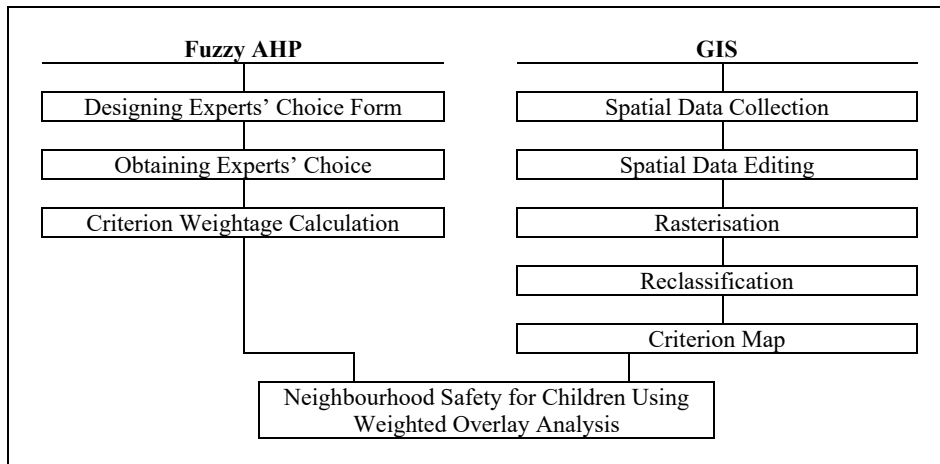 Fuzzy AHP
Designing Experts’ Choice Form
Obtaining Experts’ Choice
Criterion Weightage Calculation
GIS
Spatial Data Collection
Spatial Data Editing
Rasterisation
Reclassification
Criterion Map
Neighbourhood Safety for Children Using
Weighted Overlay Analysis